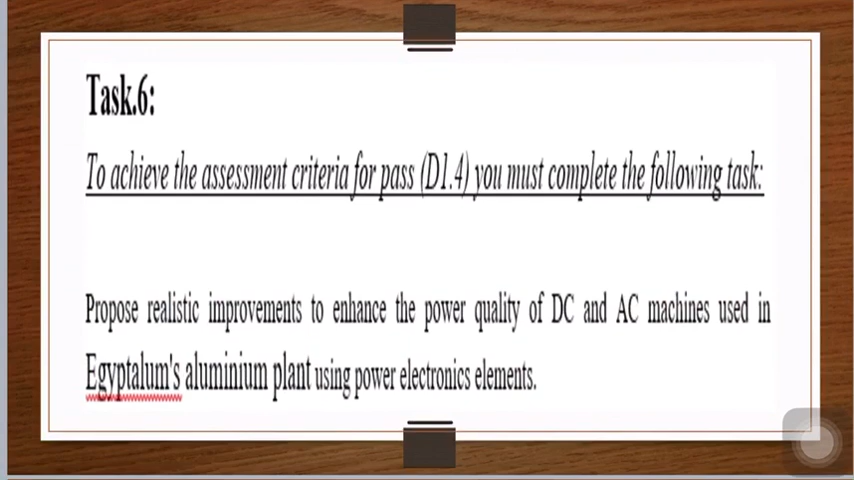 Task.6:
To achieve the assessment criteria for pass (D1.4) you must complete the following task:
Propose realistic improvements to enhance the power quality of DC and AC machines used in
Egyptalum's aluminium plant using power electronics elements.